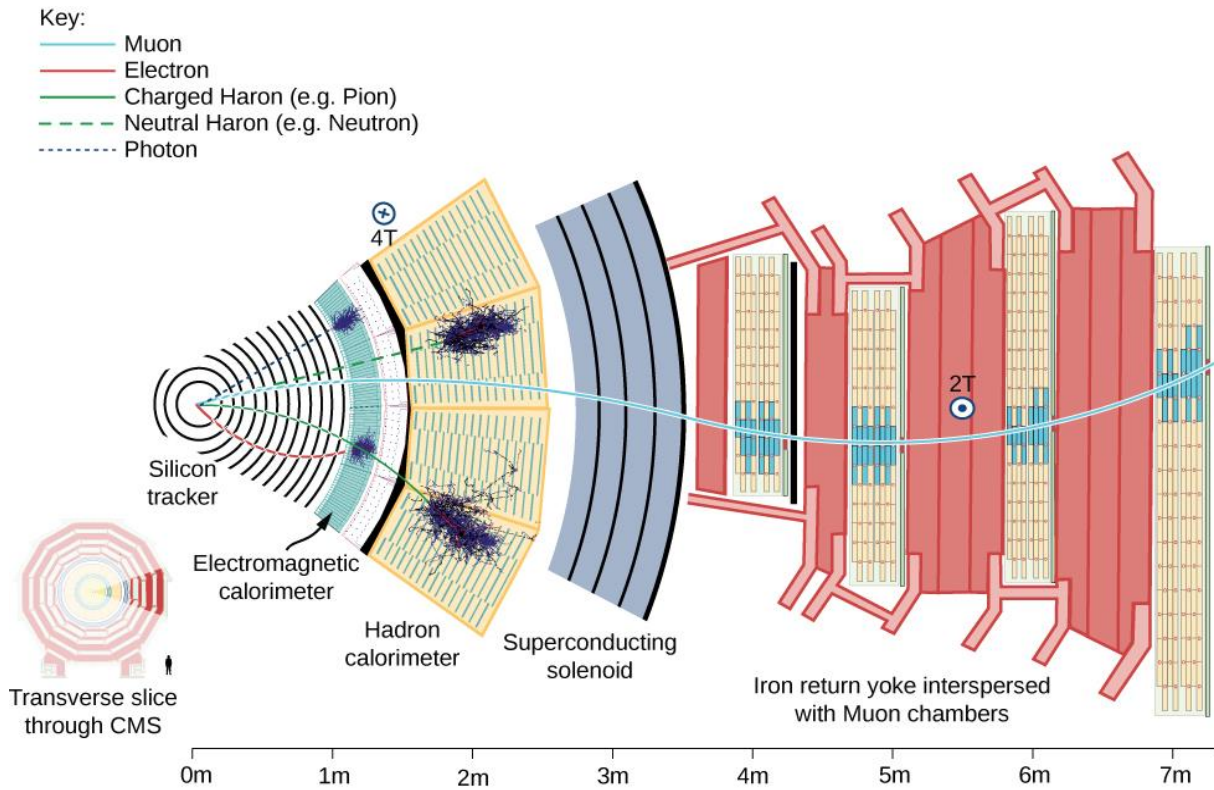 Key:
Muon
Electron
Charged Haron (e.g. Pion)
Neutral Haron (e.g. Neutron)
Photon
4T
2T
Silicon
tracker
Electromagnetic
calorimeter
Hadron
calorimeter
Superconducting
solenoid
Iron return yoke interspersed
with Muon chambers
Transverse slice
through CMS
0m
1m
2m
3m
4m
5m
6m
7m